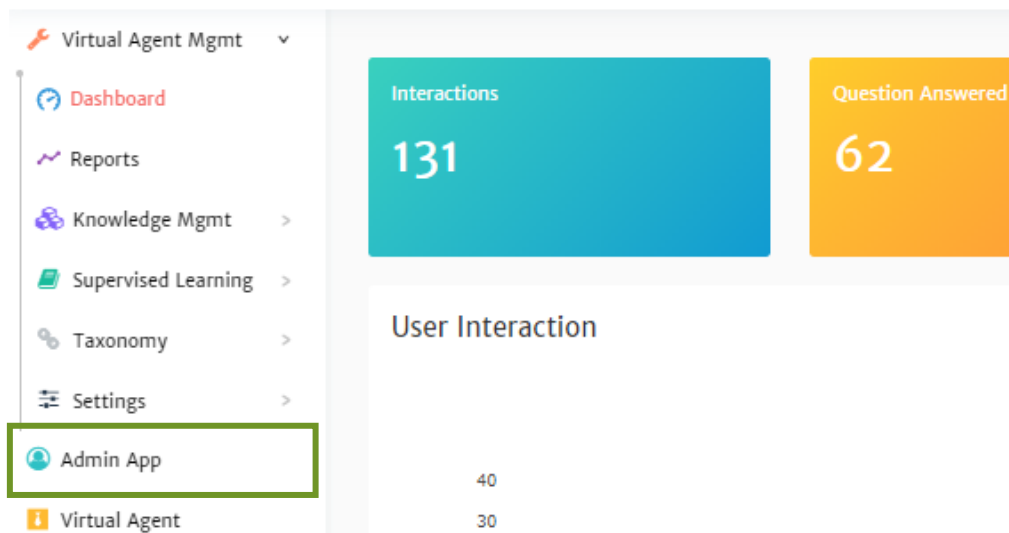 Virtual Agent Mgmt
Dashboard
Reports
Knowledge Mgmt
Supervised Learning
Taxonomy
Settings
Admin App
Virtual Agent
Interactions
131
Question Answered
62
User Interaction
40
30